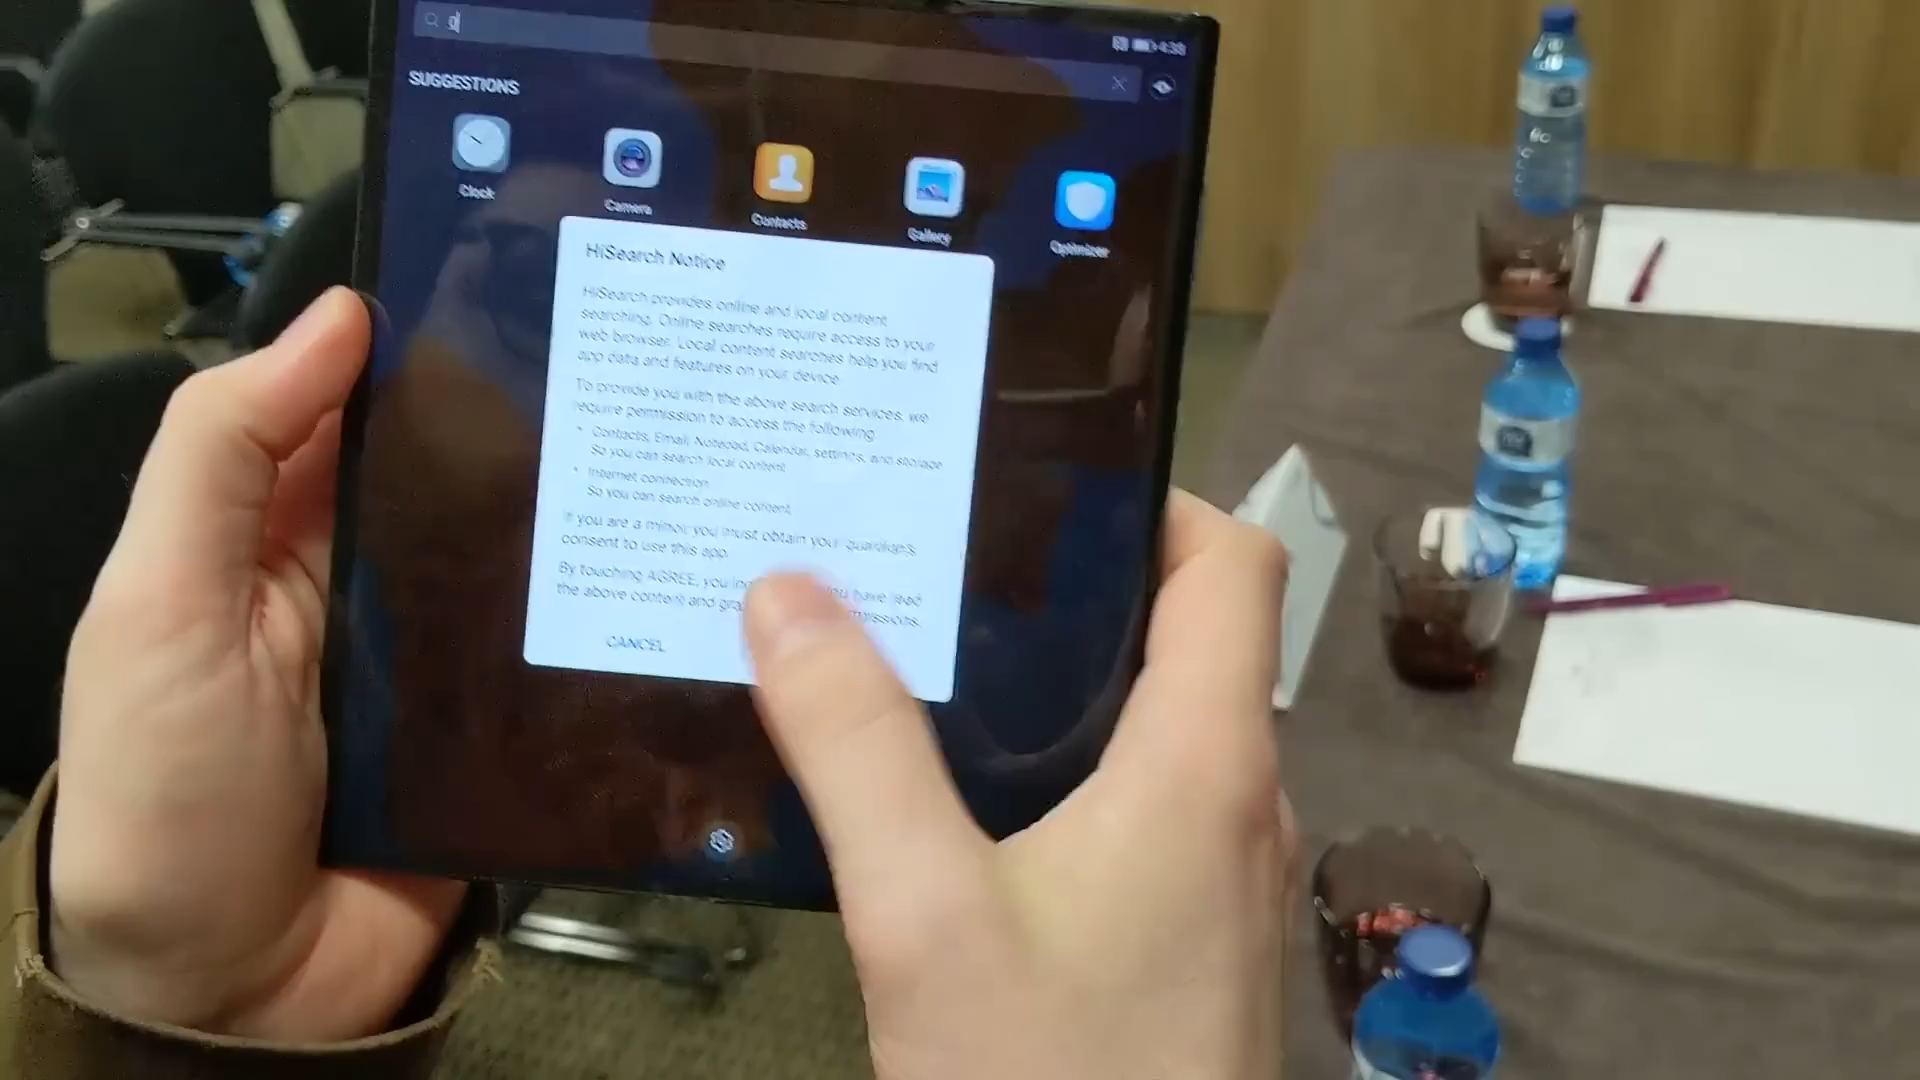 4:38
SUGGESTIONS
Clock
Camera
Contacts
Gallery
Optimizer
HiSearch Notice
HiSearch provides online and local content
searching. Online searches require access to your
web browser. Local content searches help you find
app data and features on your device
To provide you with the above search services, we
require permission to access the following
Contacts, Email, Notepad, Calendar, settings, and storage
So you can search local content
Internet connection
So you can search online content
If you are a minor, you must obtain your guardian's
consent to use this app.
By touching AGREE, you you have read
the above content and
CANCEL